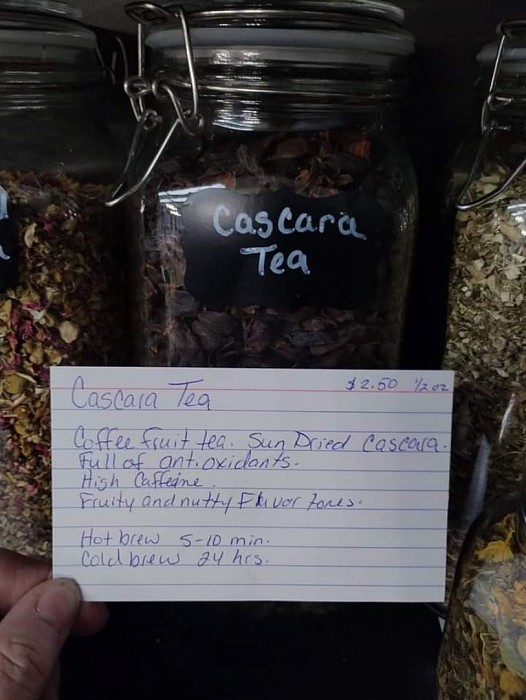 Cascara
Tea
Cascara Tea
$2.50 1/2 oz
Coffee fruit tea. Sun Dried Cascara.
Full of antioxidants.
High Caffeine.
Fruity and nutty Flavor tones.
Hot brew 5-10 min.
Cold brew 24 hrs.